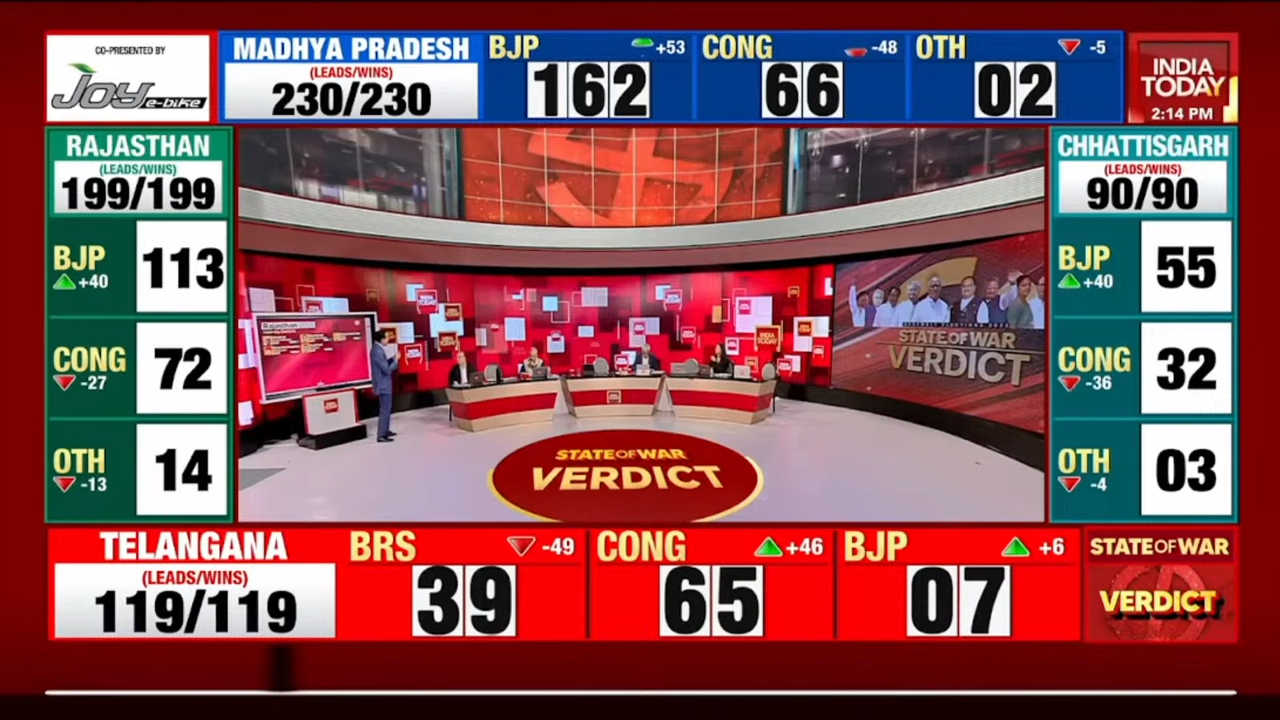 CO-PRESENTED BY
Joy e-bike
MADHYA PRADESH
(LEADS/WINS)
230/230
BJP +53
162
CONG -48
66
OTH -5
02
INDIA
TODAY
2:14 PM
RAJASTHAN
(LEADS/WINS)
199/199
BJP
+40
113
CONG
-27
72
OTH
-13
14
Rajasthan
INDIA
TODAY
STATE OF WAR
VERDICT
STATE OF WAR
VERDICT
CHHATTISGARH
(LEADS/WINS)
90/90
BJP
+40
55
CONG
-36
32
OTH
-4
03
TELANGANA
(LEADS/WINS)
119/119
BRS -49
39
CONG +46
65
BJP +6
07
STATE OF WAR
VERDICT